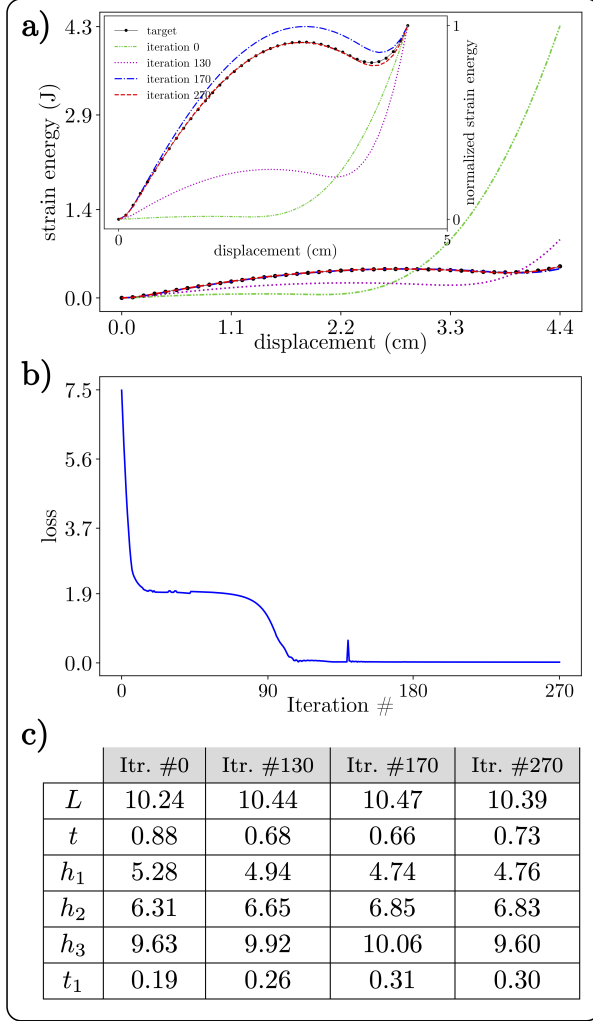 a)
4.3
2.9
1.4
0.0
strain energy (J)
target
iteration 0
iteration 130
iteration 170
iteration 270
1
0
normalized strain energy
0
5
displacement (cm)
0.0
1.1
2.2
3.3
4.4
displacement (cm)
b)
7.5
5.6
3.7
1.9
0.0
loss
0
90
180
270
Iteration #
c)
Itr. #0 Itr. #130 Itr. #170 Itr. #270
L 10.24 10.44 10.47 10.39
t 0.88 0.68 0.66 0.73
h₁ 5.28 4.94 4.74 4.76
h₂ 6.31 6.65 6.85 6.83
h₃ 9.63 9.92 10.06 9.60
t₁ 0.19 0.26 0.31 0.30